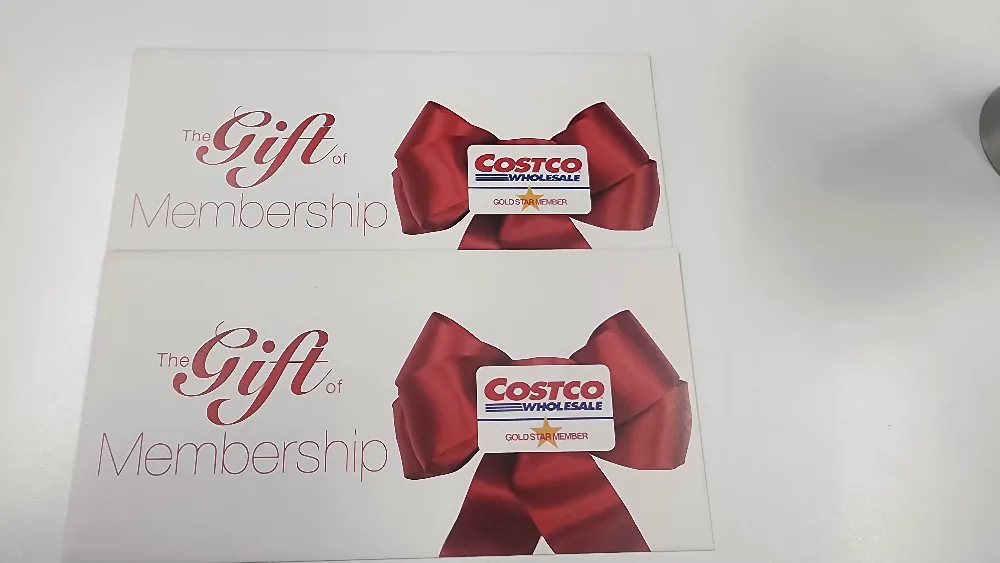 The Gift of
Membership
COSTCO
WHOLESALE
GOLD STAR MEMBER
The Gift of
Membership
COSTCO
WHOLESALE
GOLD STAR MEMBER